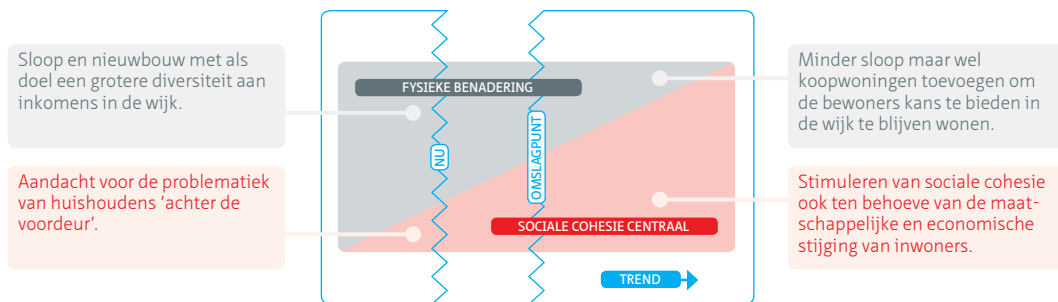 Sloop en nieuwbouw met als
doel een grotere diversiteit aan
inkomens in de wijk.
Aandacht voor de problematiek
van huishoudens ‘achter de
voordeur’.
FYSIEKE BENADERING
NU
OMSLAGPUNT
SOCIALE COHESIE CENTRAAL
TREND
Minder sloop maar wel
koopwoningen toevoegen om
de bewoners kans te bieden in
de wijk te blijven wonen.
Stimuleren van sociale cohesie
ook ten behoeve van de maat-
schappelijke en economische
stijging van inwoners.